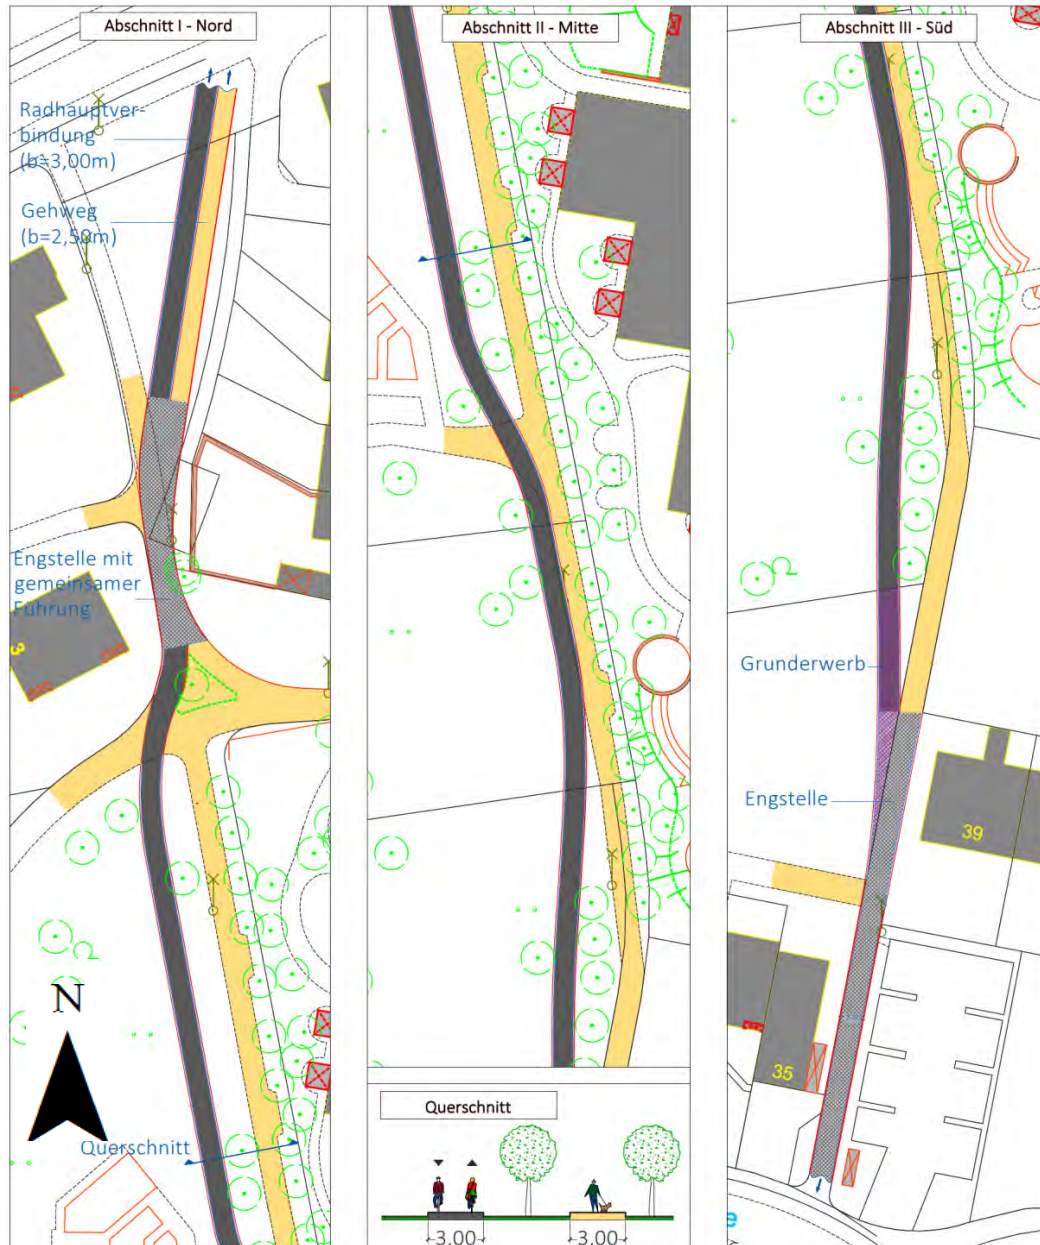 Abschnitt I - Nord
Radhauptver-
bindung
(b=3,00m)
Gehweg
(b=2,50m)
Engstelle mit
gemeinsamer
Führung
3
N
Querschnitt
Abschnitt II - Mitte
Querschnitt
3.00
3.00
Abschnitt III - Süd
Grunderwerb
Engstelle
39
35
e